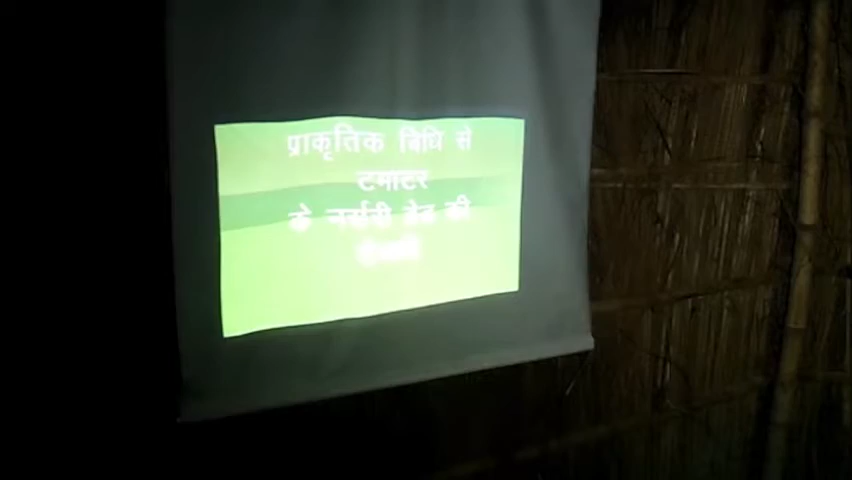 प्राकृतिक बिधि से
टमाटर
के नर्सरी बेड की